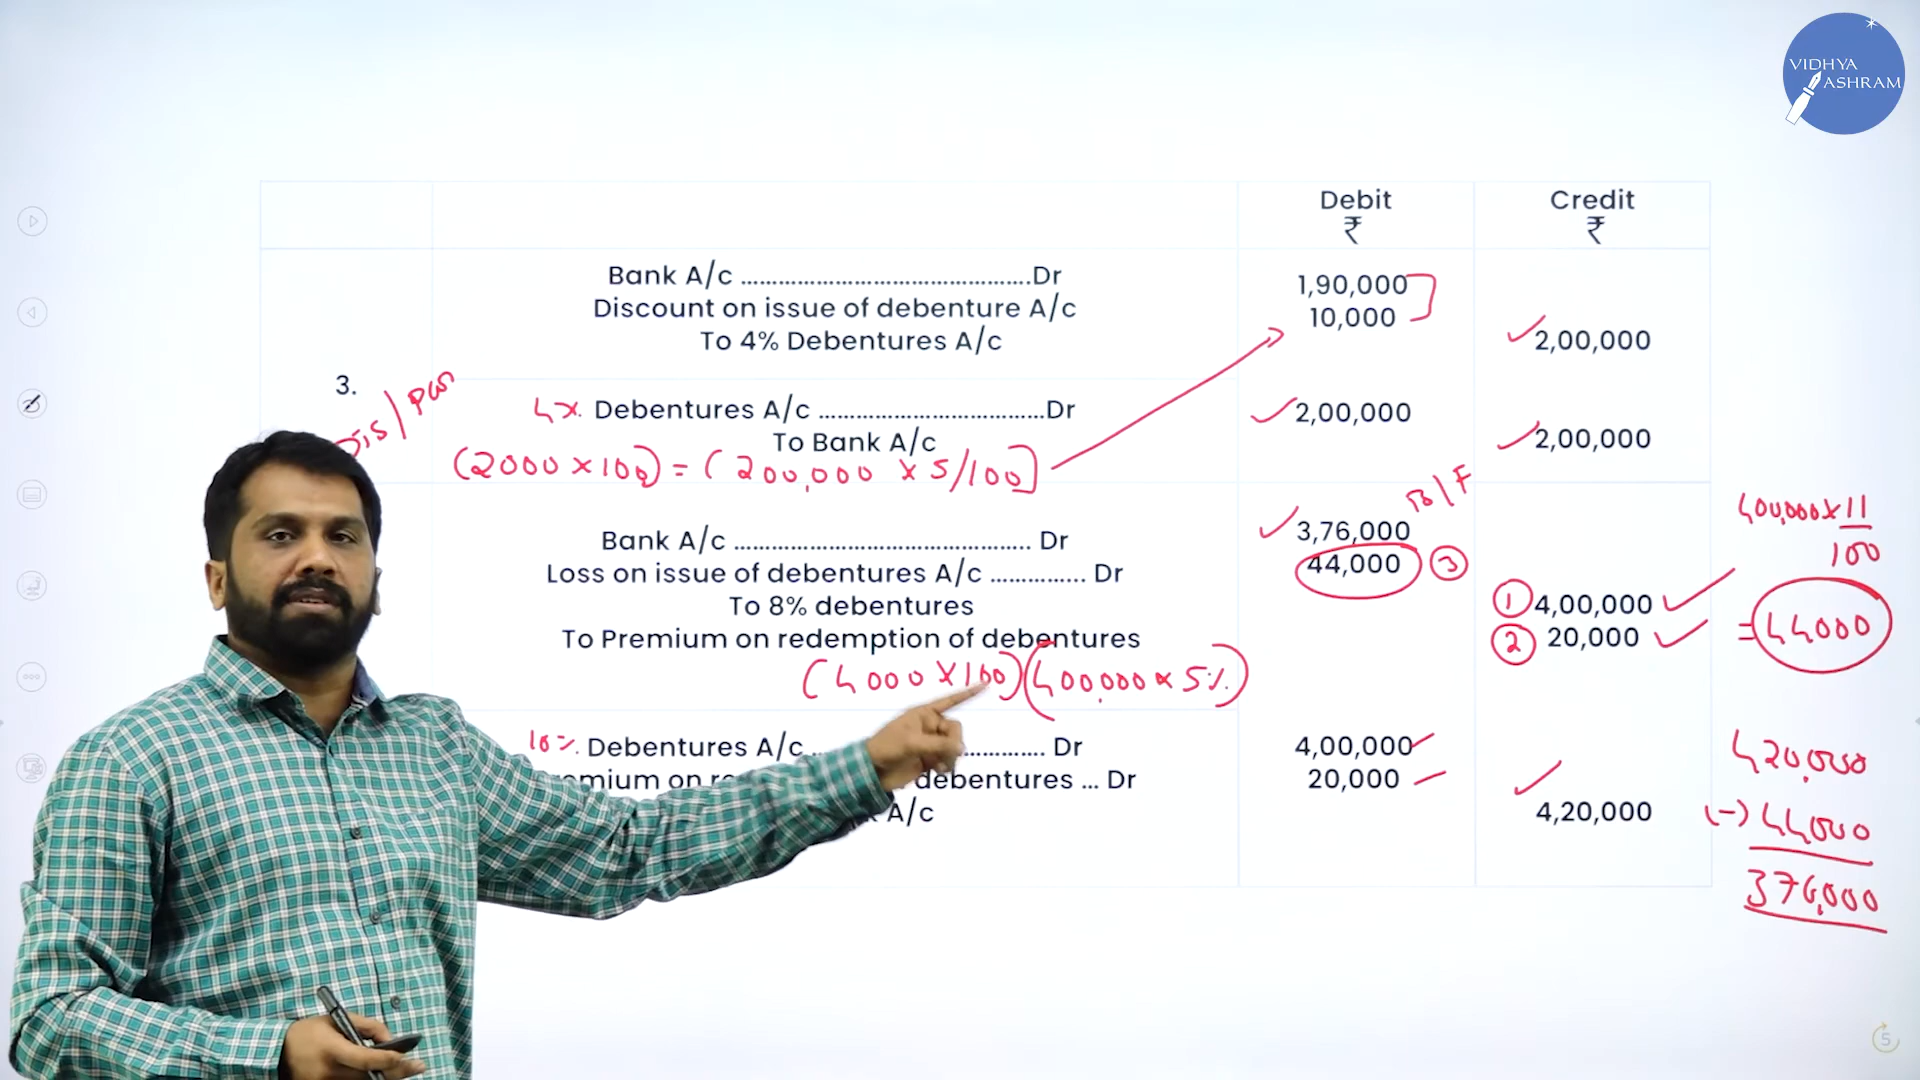 VIDHYA
ASHRAM
Debit
₹
Credit
₹
Bank A/c ..............................................Dr
1,90,000
Discount on issue of debenture A/c
10,000
To 4% Debentures A/c
2,00,000
3.
Dis/par
4%. Debentures A/c ....................................Dr
2,00,000
To Bank A/c
2,00,000
(2000 × 100) = ( 200,000 × 5/100)
B/F
Bank A/c ............................................... Dr
3,76,000
Loss on issue of debentures A/c ............... Dr
44,000 3
To 8% debentures
1 4,00,000
To Premium on redemption of debentures
2 20,000
(4000 × 100) (400,000 × 5%.)
400,000 × 11
100
= 44000
10%. Debentures A/c .............. Dr
4,00,000
debentures ... Dr
20,000
A/c
4,20,000
420,000
(-) 44000
376,000
5